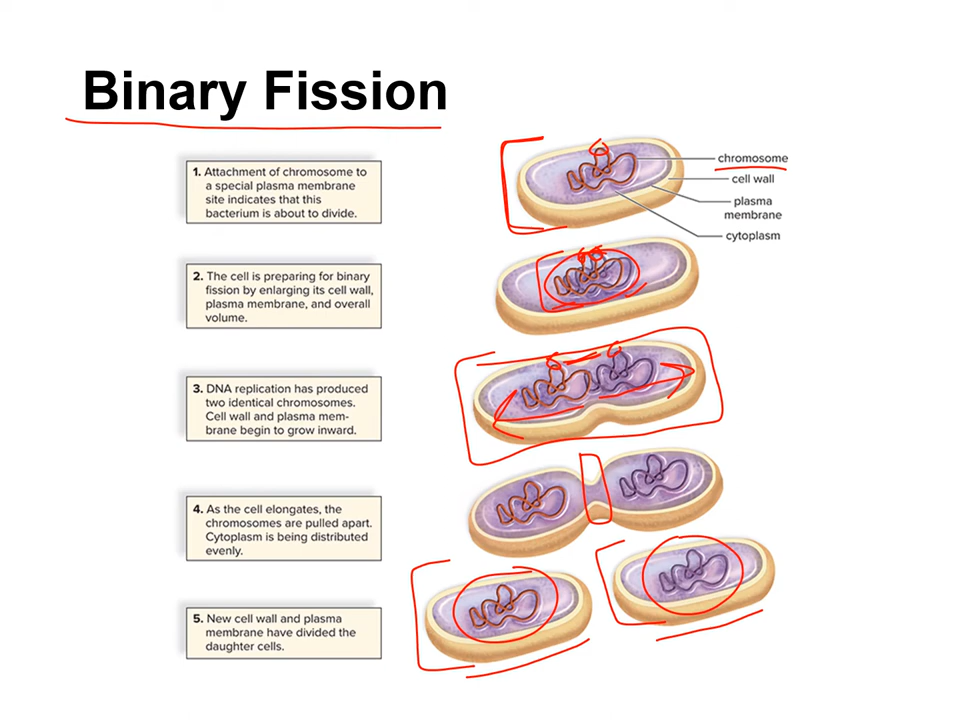 Binary Fission
1. Attachment of chromosome to
a special plasma membrane
site indicates that this
bacterium is about to divide.
chromosome
cell wall
plasma
membrane
cytoplasm
2. The cell is preparing for binary
fission by enlarging its cell wall,
plasma membrane, and overall
volume.
3. DNA replication has produced
two identical chromosomes.
Cell wall and plasma mem-
brane begin to grow inward.
4. As the cell elongates, the
chromosomes are pulled apart.
Cytoplasm is being distributed
evenly.
5. New cell wall and plasma
membrane have divided the
daughter cells.